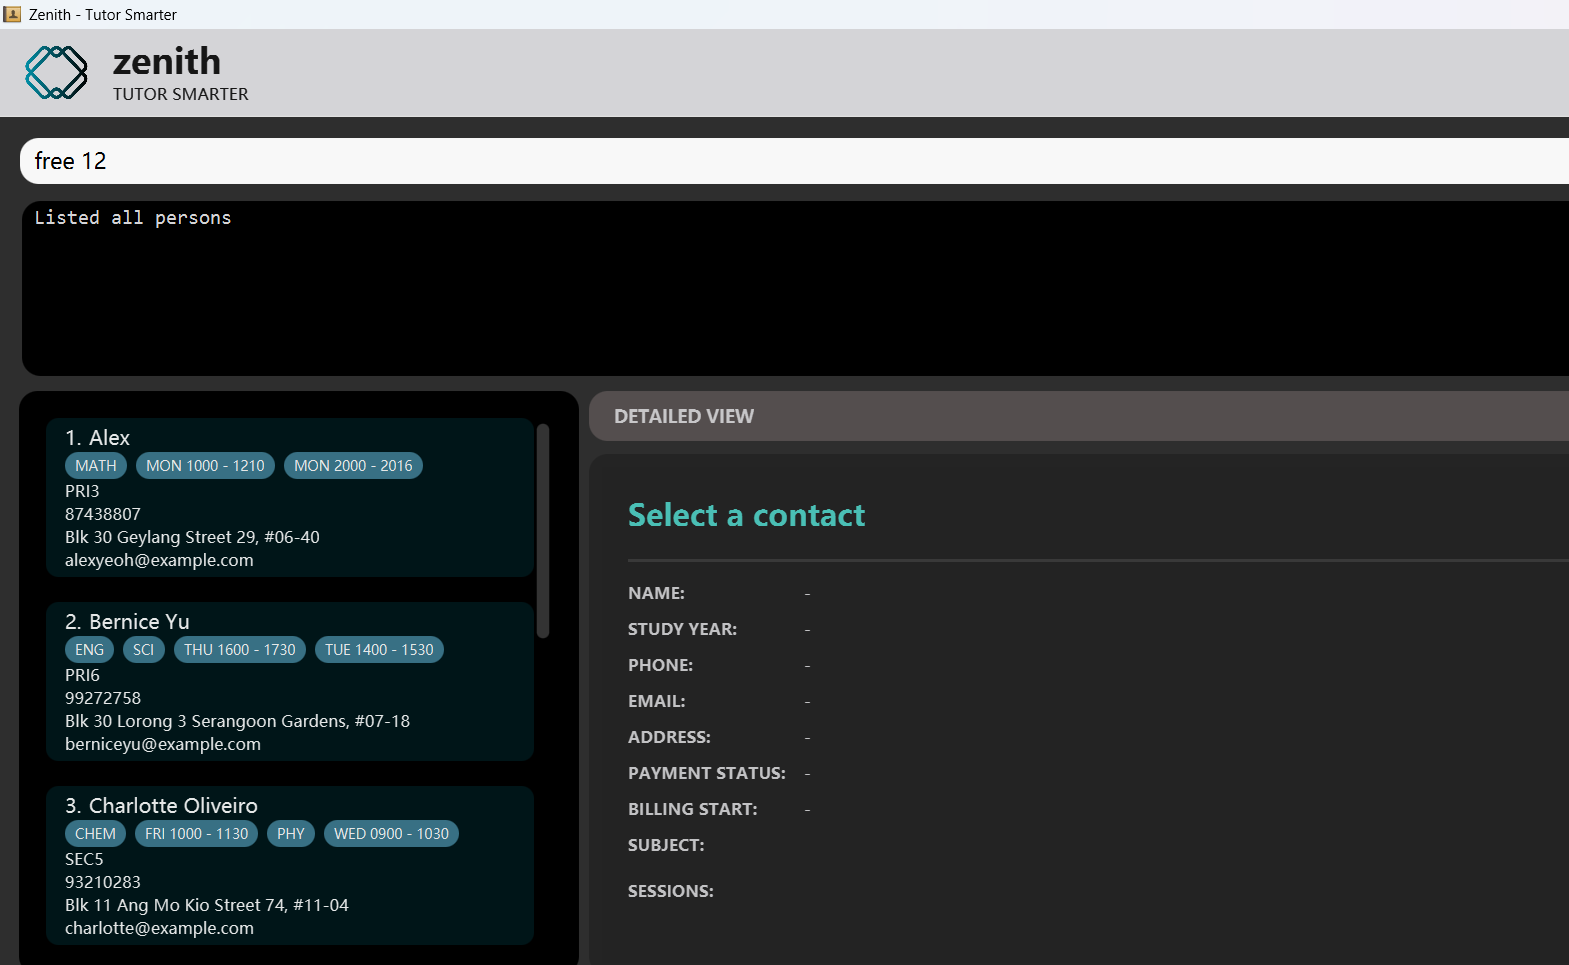 Zenith - Tutor Smarter
zenith
TUTOR SMARTER
free 12
Listed all persons
1. Alex
MATH MON 1000 - 1210 MON 2000 - 2016
PRI3
87438807
Blk 30 Geylang Street 29, #06-40
alexyeoh@example.com
2. Bernice Yu
ENG SCI THU 1600 - 1730 TUE 1400 - 1530
PRI6
99272758
Blk 30 Lorong 3 Serangoon Gardens, #07-18
berniceyu@example.com
3. Charlotte Oliveiro
CHEM FRI 1000 - 1130 PHY WED 0900 - 1030
SEC5
93210283
Blk 11 Ang Mo Kio Street 74, #11-04
charlotte@example.com
DETAILED VIEW
Select a contact
NAME: -
STUDY YEAR: -
PHONE: -
EMAIL: -
ADDRESS: -
PAYMENT STATUS: -
BILLING START: -
SUBJECT:
SESSIONS: